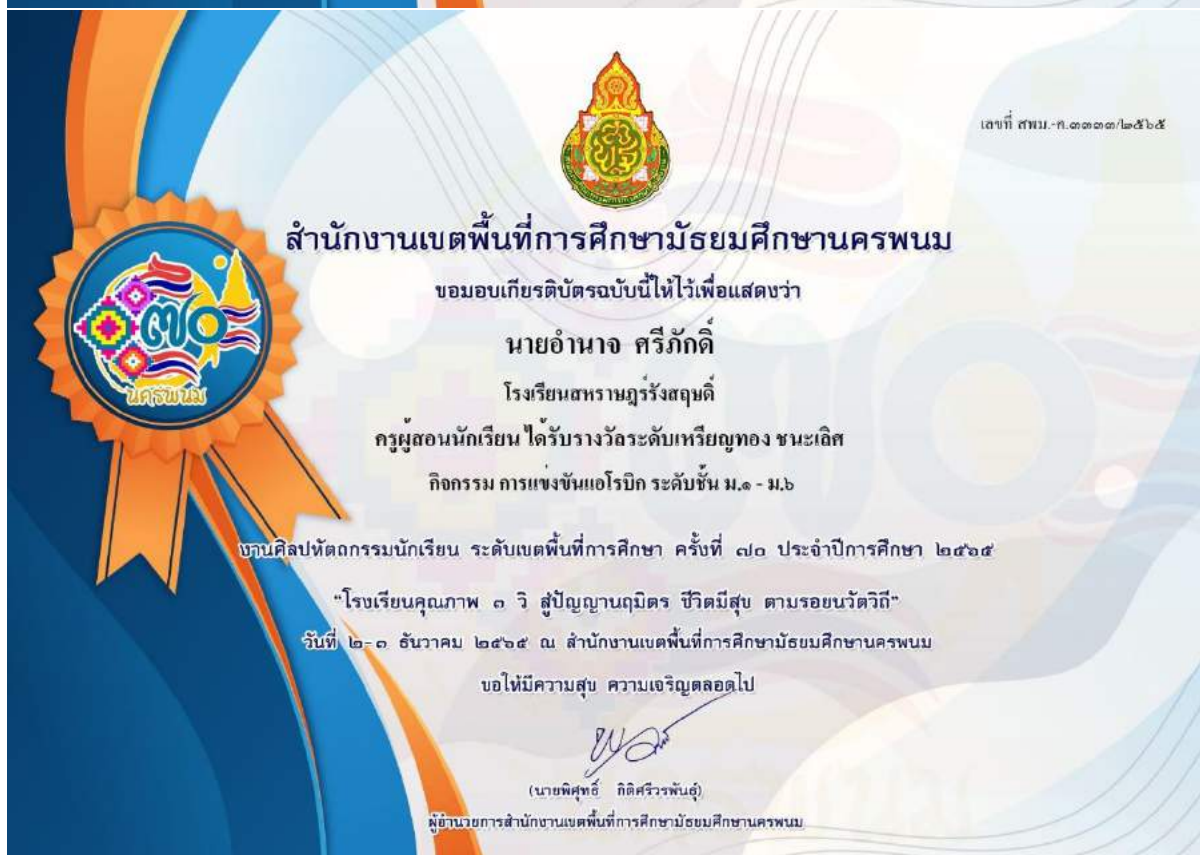 เลขที่ สพม.-ก.๓๓๓๓/๒๕๖๕
สำนักงานเขตพื้นที่การศึกษามัธยมศึกษานครพนม
ขอมอบเกียรติบัตรฉบับนี้ให้ไว้เพื่อแสดงว่า
นายอำนาจ ศรีภักดิ์
โรงเรียนสหราษฎร์รังสฤษดิ์
ครูผู้สอนนักเรียน ได้รับรางวัลระดับเหรียญทอง ชนะเลิศ
กิจกรรม การแข่งขันแอโรบิก ระดับชั้น ม.๑ - ม.๖
๗๐
นครพนม
งานศิลปหัตถกรรมนักเรียน ระดับเขตพื้นที่การศึกษา ครั้งที่ ๗๐ ประจำปีการศึกษา ๒๕๖๕
"โรงเรียนคุณภาพ ๓ วิ สู่ปัญญานฤมิตร ชีวิตมีสุข ตามรอยนวัตวิถี"
วันที่ ๒-๓ ธันวาคม ๒๕๖๕ ณ สำนักงานเขตพื้นที่การศึกษามัธยมศึกษานครพนม
ขอให้มีความสุข ความเจริญตลอดไป
(นายพิศุทธิ์ กิติศรีวรพันธุ์)
ผู้อำนวยการสำนักงานเขตพื้นที่การศึกษามัธยมศึกษานครพนม